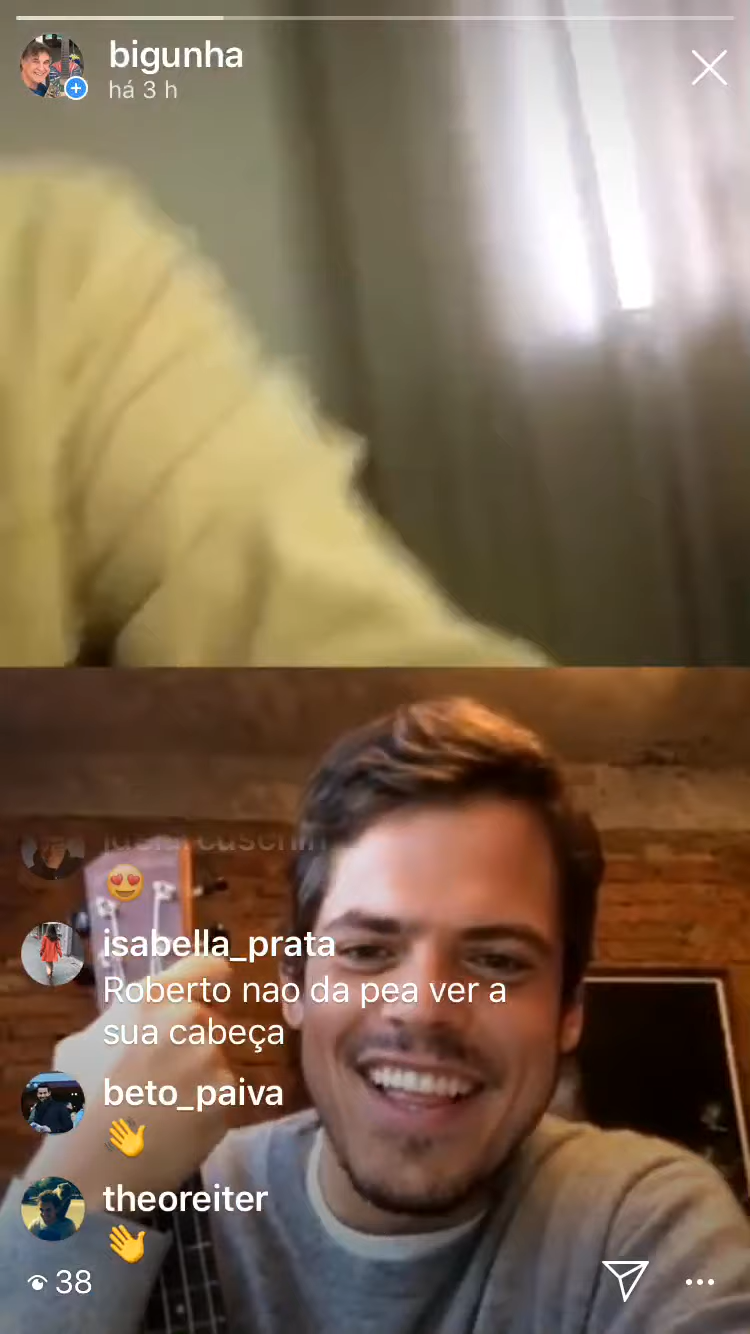 bigunha
há 3 h
isabella_prata
Roberto nao da pea ver a
sua cabeça
beto_paiva
theoreiter
38